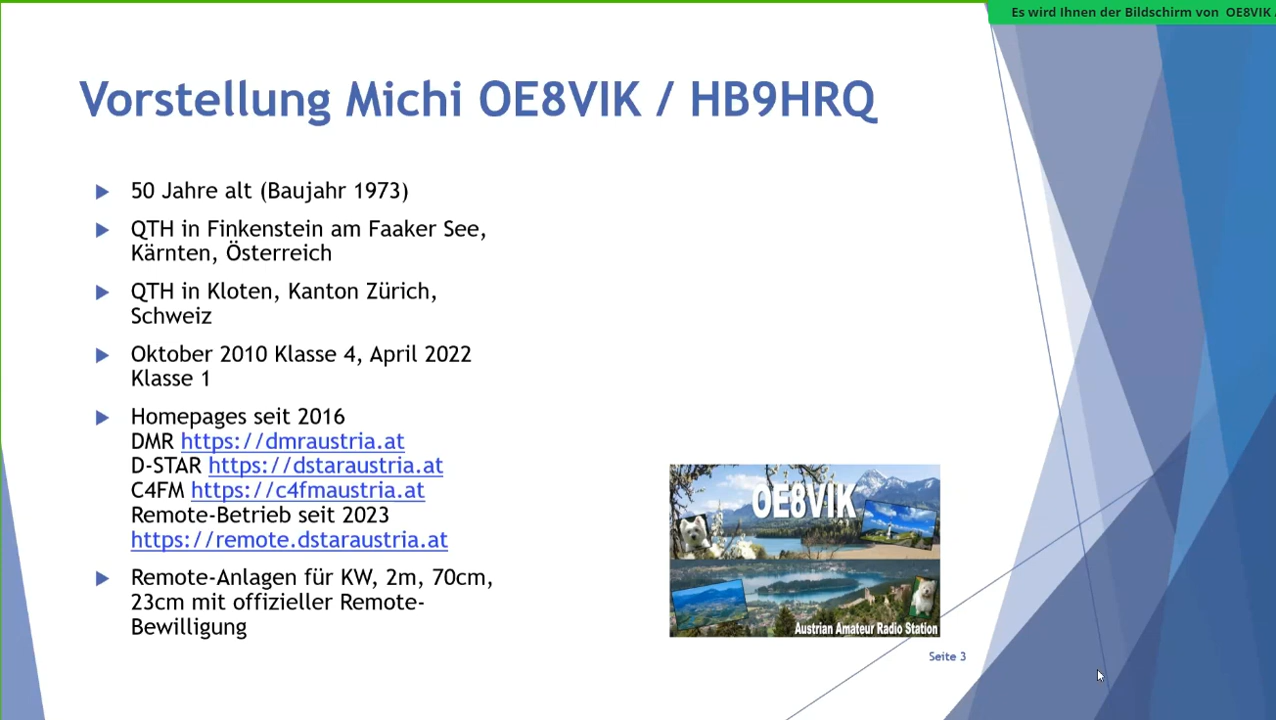 Es wird Ihnen der Bildschirm von OE8VIK
Vorstellung Michi OE8VIK / HB9HRQ
50 Jahre alt (Baujahr 1973)
QTH in Finkenstein am Faaker See,
Kärnten, Österreich
QTH in Kloten, Kanton Zürich,
Schweiz
Oktober 2010 Klasse 4, April 2022
Klasse 1
Homepages seit 2016
DMR https://dmraustria.at
D-STAR https://dstaraustria.at
C4FM https://c4fmaustria.at
Remote-Betrieb seit 2023
https://remote.dstaraustria.at
Remote-Anlagen für KW, 2m, 70cm,
23cm mit offizieller Remote-
Bewilligung
OE8VIK
Austrian Amateur Radio Station
Seite 3